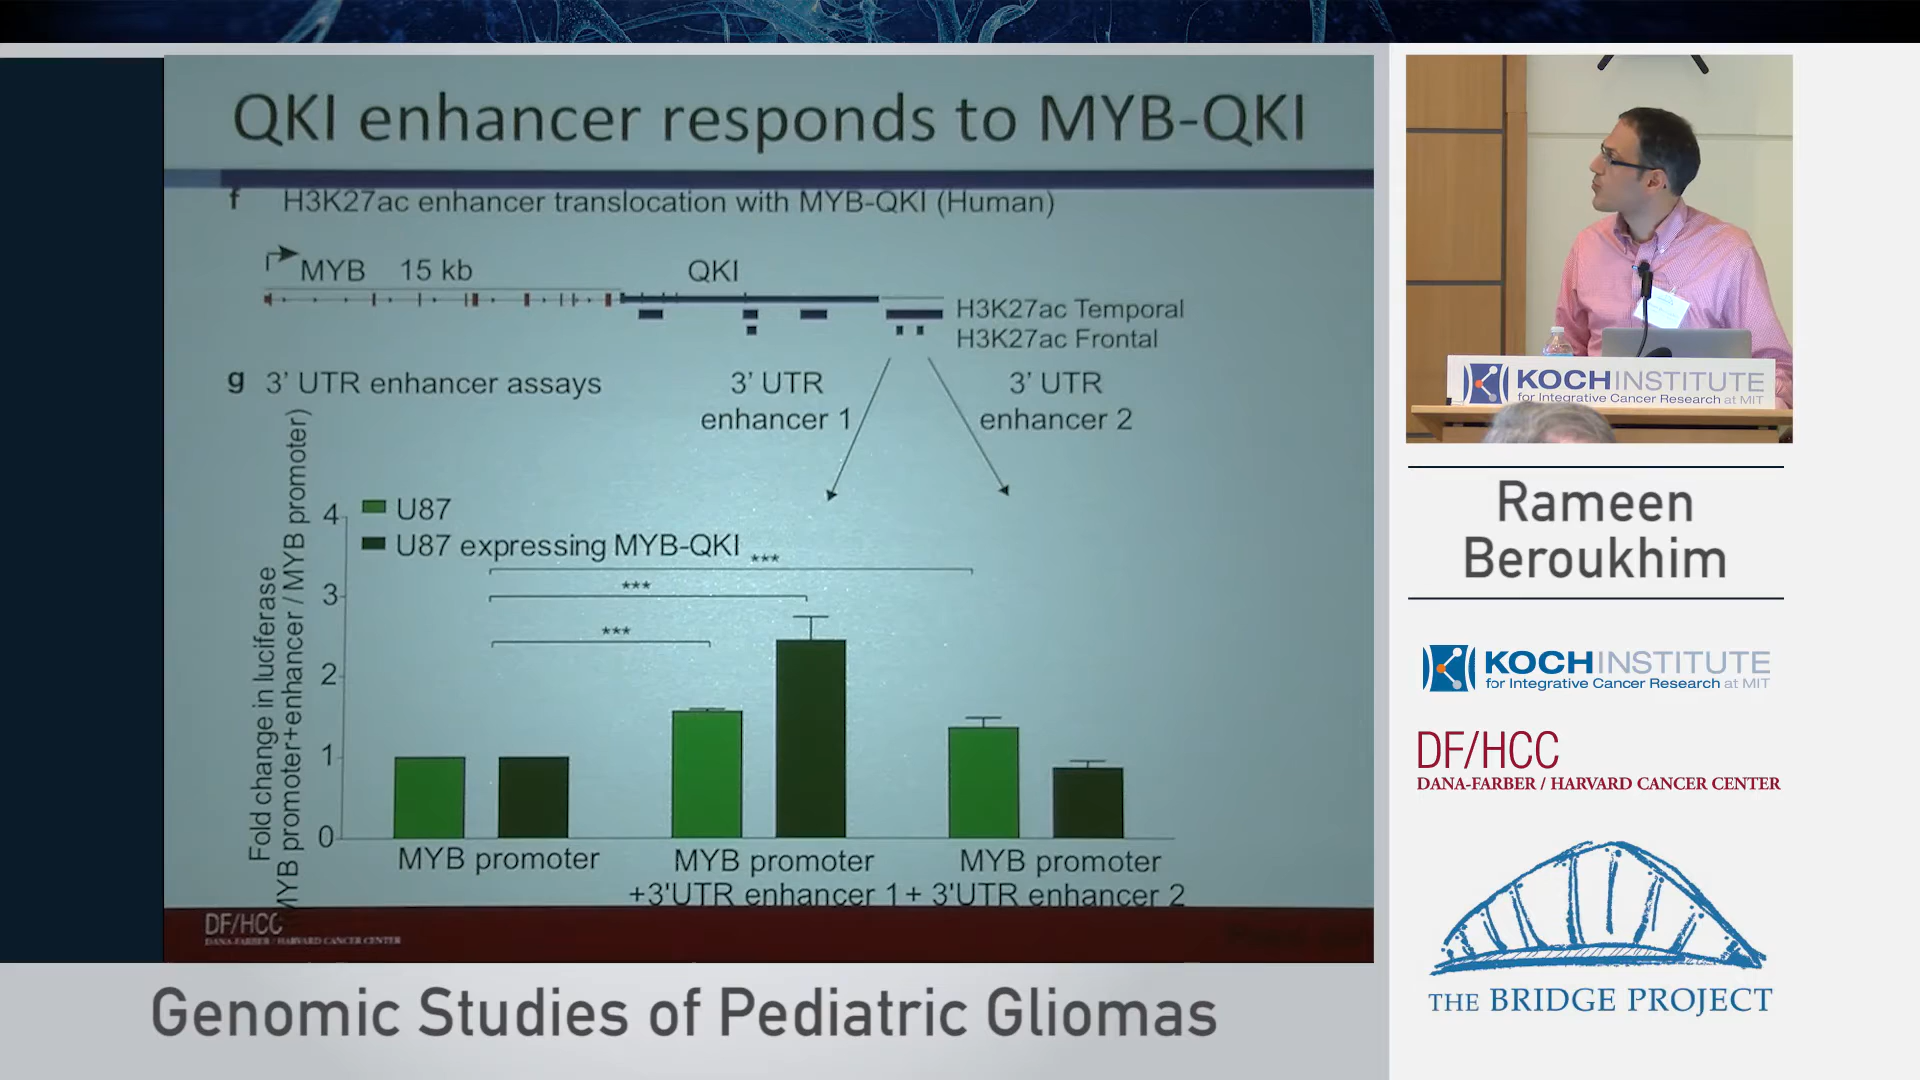 QKI enhancer responds to MYB-QKI
f H3K27ac enhancer translocation with MYB-QKI (Human)
MYB 15 kb QKI
H3K27ac Temporal
H3K27ac Frontal
g 3' UTR enhancer assays
3' UTR
enhancer 1
3' UTR
enhancer 2
Fold change in luciferase
MYB promoter+enhancer / MYB promoter)
U87
U87 expressing MYB-QKI
***
***
***
4
3
2
1
0
MYB promoter
MYB promoter
+3'UTR enhancer 1
MYB promoter
+ 3'UTR enhancer 2
DF/HCC
DANA-FARBER / HARVARD CANCER CENTER
Genomic Studies of Pediatric Gliomas
KOCH INSTITUTE
for Integrative Cancer Research at MIT
Rameen
Beroukhim
KOCH INSTITUTE
for Integrative Cancer Research at MIT
DF/HCC
DANA-FARBER / HARVARD CANCER CENTER
THE BRIDGE PROJECT